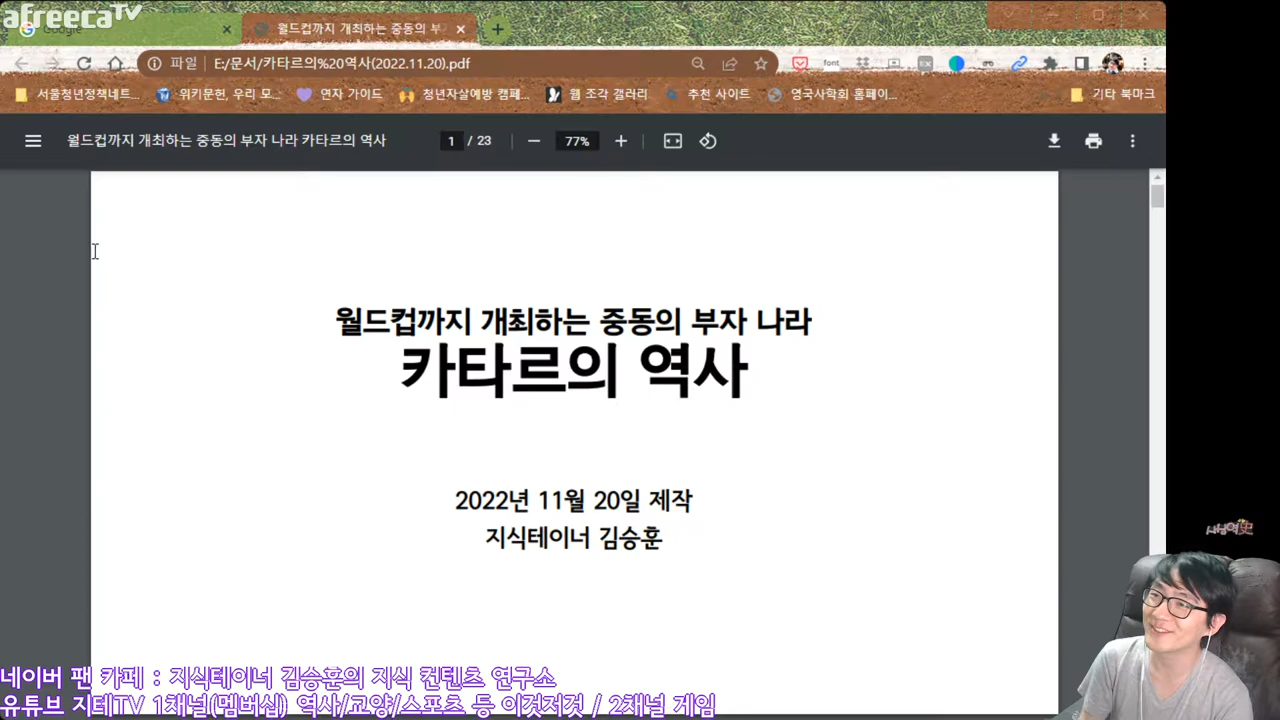 afreecaTV
Google
월드컵까지 개최하는 중동의 부
파일
E:/문서/카타르의%20역사(2022.11.20).pdf
font
서울청년정책네트...
위키문헌, 우리 모...
연자 가이드
청년자살예방 캠페...
웹 조각 갤러리
추천 사이트
영국사학회 홈페이...
기타 북마크
월드컵까지 개최하는 중동의 부자 나라 카타르의 역사
1 / 23
77%
월드컵까지 개최하는 중동의 부자 나라
카타르의 역사
2022년 11월 20일 제작
지식테이너 김승훈
네이버 팬 카페 : 지식테이너 김승훈의 지식 컨텐츠 연구소
유튜브 지테TV 1채널(멤버십) 역사/교양/스포츠 등 이것저것 / 2채널 게임